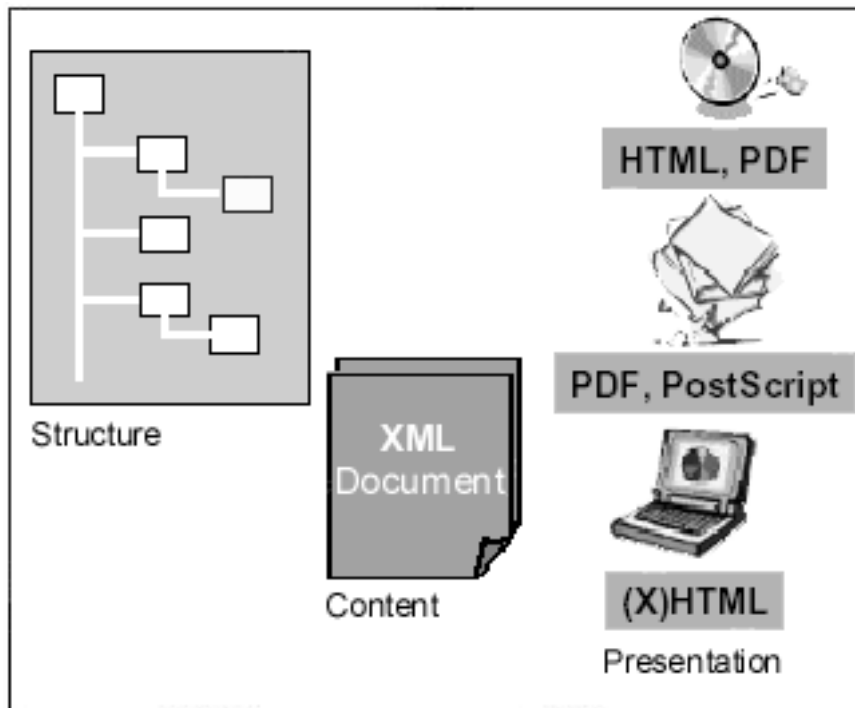 Structure
XML
Document
Content
HTML, PDF
PDF, PostScript
(X)HTML
Presentation